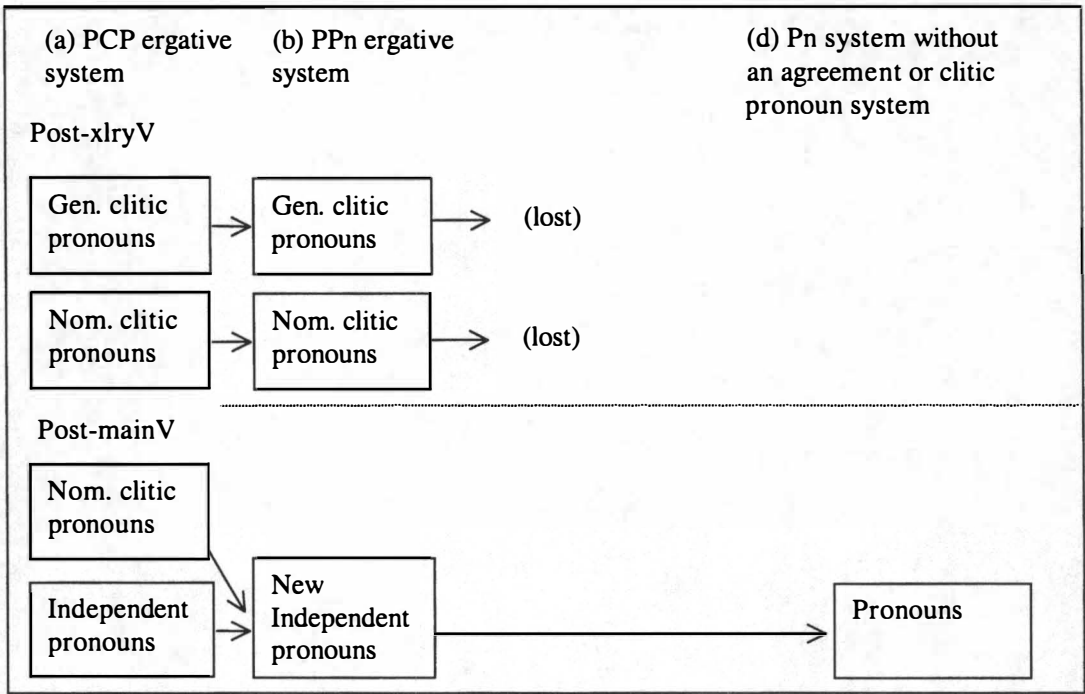 (a) PCP ergative
system
(b) PPn ergative
system
(d) Pn system without
an agreement or clitic
pronoun system
Post-xlryV
Gen. clitic
pronouns
Gen. clitic
pronouns
(lost)
Nom. clitic
pronouns
Nom. clitic
pronouns
(lost)
Post-mainV
Nom. clitic
pronouns
Independent
pronouns
New
Independent
pronouns
Pronouns